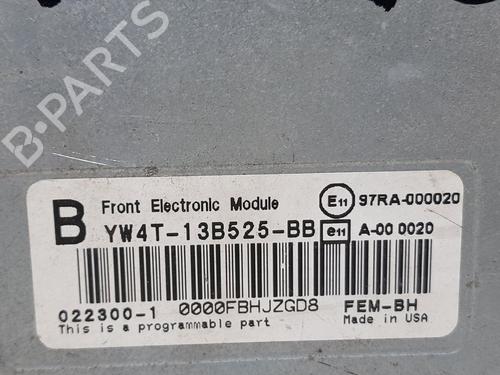 B-PARTS
B Front Electronic Module E11 97RA-000020
YW4T-13B525-BB e11 A-00 0020
022300-1 0000FBHJZGD8 FEM-BH
This is a programmable part Made in USA